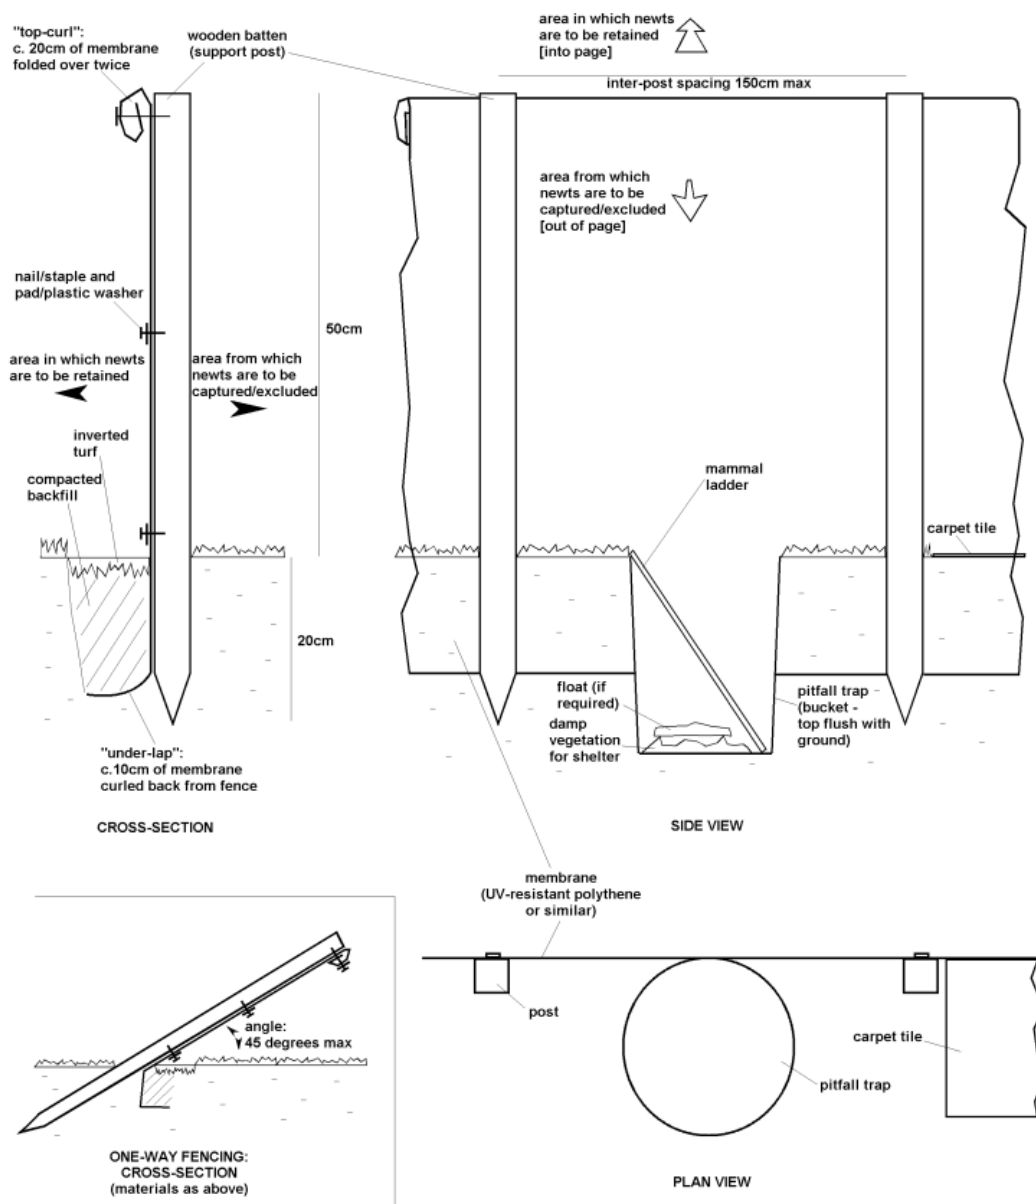 "top-curl":
c. 20cm of membrane
folded over twice
wooden batten
(support post)
area in which newts
are to be retained
[into page]
inter-post spacing 150cm max
area from which
newts are to be
captured/excluded
[out of page]
nail/staple and
pad/plastic washer
50cm
area in which newts
are to be retained
area from which
newts are to be
captured/excluded
inverted
turf
compacted
backfill
mammal
ladder
carpet tile
20cm
float (if
required)
damp
vegetation
for shelter
pitfall trap
(bucket -
top flush with
ground)
"under-lap":
c.10cm of membrane
curled back from fence
CROSS-SECTION
SIDE VIEW
membrane
(UV-resistant polythene
or similar)
angle:
45 degrees max
post
carpet tile
pitfall trap
ONE-WAY FENCING:
CROSS-SECTION
(materials as above)
PLAN VIEW